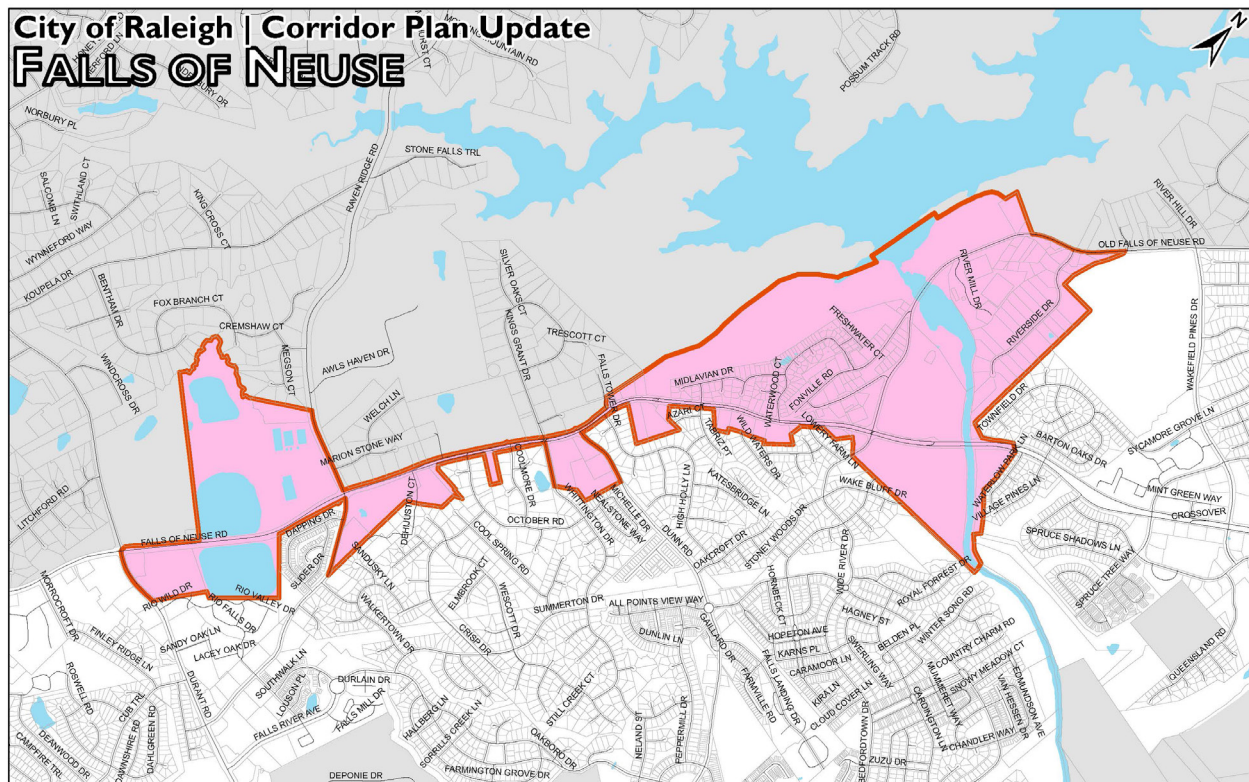 City of Raleigh | Corridor Plan Update
FALLS OF NEUSE
N
POSSUM TRACK RD
NORBURY PL
STONE FALLS TRL
RAVEN RIDGE RD
SALCOMB LN
SWITHLAND CT
KING CROSS CT
WYNNEFORD WAY
KOUPELA DR
BENTHAM DR
FOX BRANCH CT
CREMSHAW CT
MEGSON CT
WINDCROSS DR
AWLS HAVEN DR
WELCH LN
MARION STONE WAY
LITCHFORD RD
SILVER OAKS CT
KINGS GRANT DR
TRESCOTT CT
FALLS TOWER DR
RIVER HILL DR
OLD FALLS OF NEUSE RD
RIVER MILL DR
RIVERSIDE DR
FRESHWATER CT
MIDLAVIAN DR
WATERWOOD CT
FONVILLE RD
AZARI CT
TABRIZ PT
WILD WATERS DR
LOWERY FARM LN
TOWNFIELD DR
WAKEFIELD PINES DR
SYCAMORE GROVE LN
BARTON OAKS DR
WATERLOW PARK LN
VILLAGE PINES LN
MINT GREEN WAY
CROSSOVER
SPRUCE SHADOWS LN
SPRUCE TREE WAY
QUEENSLAND RD
FALLS OF NEUSE RD
DAPPING DR
DEHIJUSTON CT
COOLMORE DR
WHITTINGTON DR
NEALSTONE WAY
MICHELLE DR
HIGH HOLLY LN
KATESBRIDGE LN
WAKE BLUFF DR
OCTOBER RD
DUNN RD
OAKCROFT DR
STONEY WOODS DR
SANDUSKY LN
SLIDER DR
COOL SPRING RD
ELMBROOK CT
RIO WILD DR
RIO FALLS DR
RIO VALLEY DR
MORROCROFT DR
SANDY OAK LN
LACEY OAK DR
FINLEY RIDGE LN
WALKERTOWN DR
CRISP DR
WESCOTT DR
SUMMERTON DR
ALL POINTS VIEW WAY
DUNLIN LN
GAILLARD DR
HORNBECK CT
WIDE RIVER DR
ROYAL FORREST DR
HAGNEY ST
HOPETON AVE
KARNS PL
CARAMOOR LN
BELDEN PL
WINTER SONG RD
SWERLING WAY
COUNTRY CHARM RD
SNOWY MEADOW CT
MUMMERET WAY
CARDINGTON LN
VAN HESSEN DR
EDMUNDSON AVE
CHANDLER WAY
KIRA LN
CLOUD COVER LN
FALLS LANDING DR
FARMVILLE RD
BEDFORDTOWN DR
ZUZU DR
ROSWELL RD
CUB TRL
DURANT RD
SOUTHWALK LN
LOUSON PL
DURLAIN DR
FALLS MILL DR
FALLS RIVER AVE
HALLBERG LN
SORRILLS CREEK LN
STILL CREEK CT
OAKBORO DR
NELAND ST
PEPPERMILL DR
DEANWOOD DR
CAMPFIRE TRL
DAHLGREEN RD
DEPONIE DR
FARMINGTON GROVE DR